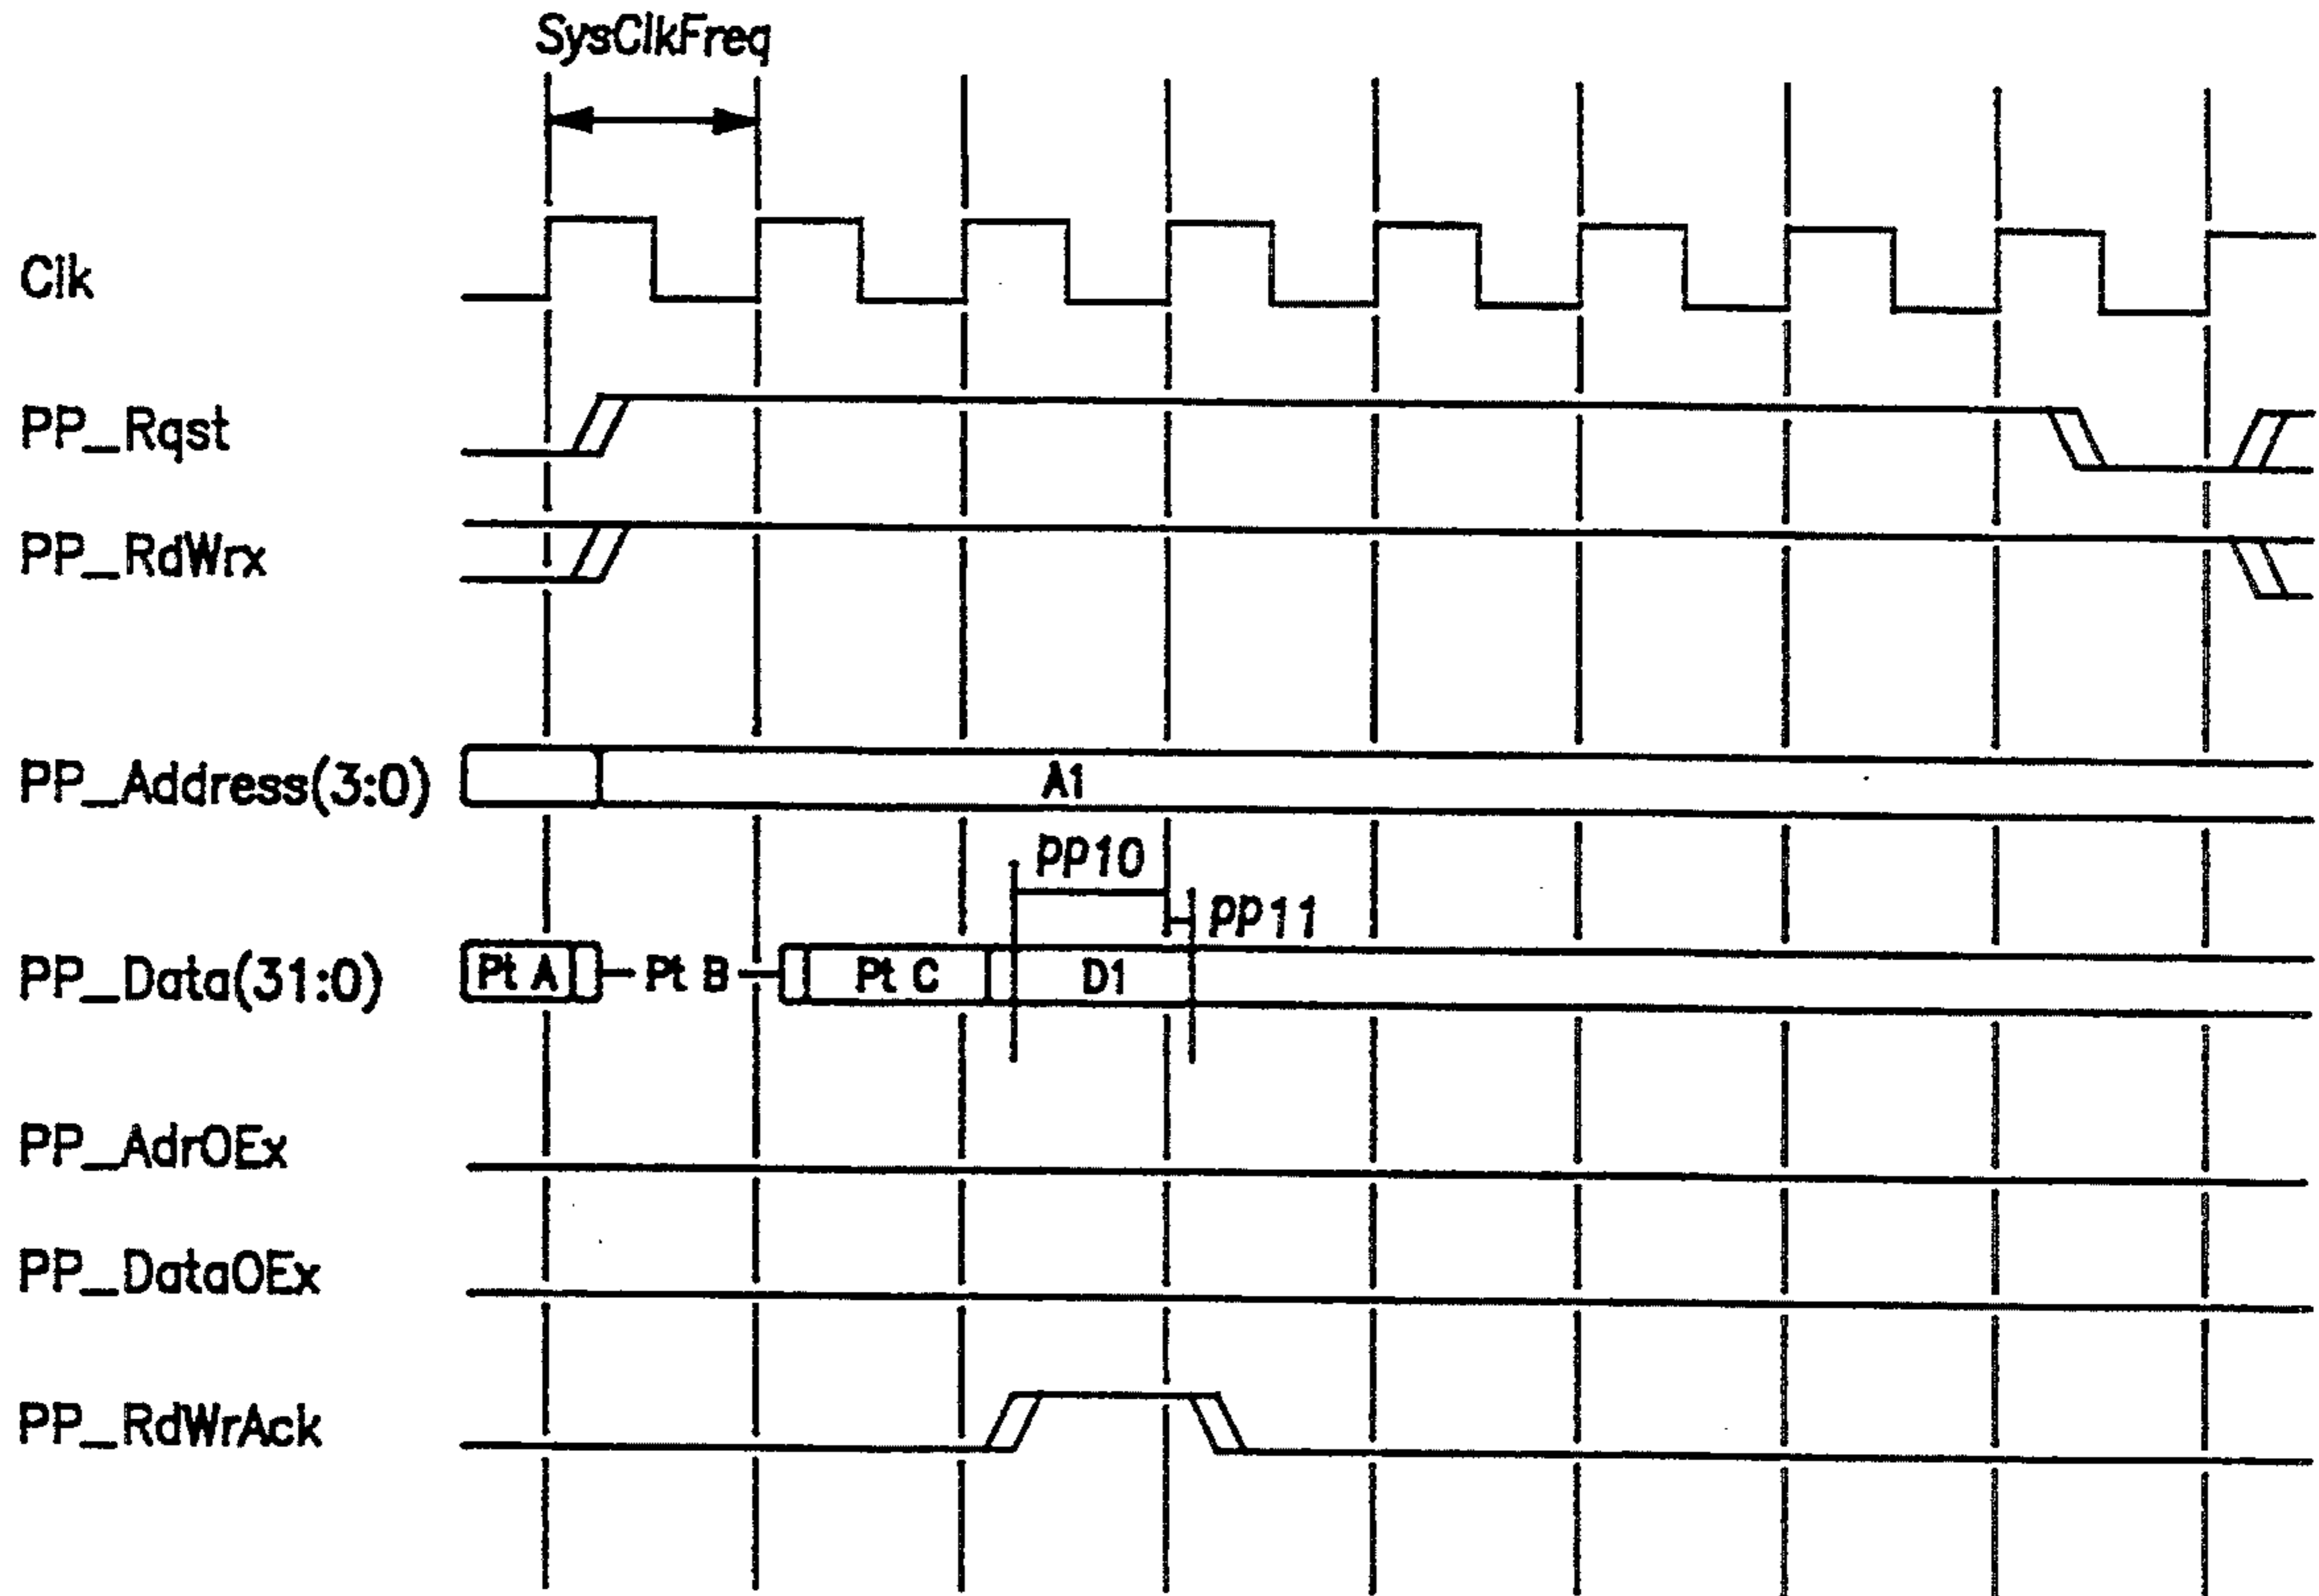 SysClkFreq
Clk
PP_Rqst
PP_RdWrx
PP_Address(3:0)
A1
pp10
pp11
PP_Data(31:0)
Pt A
Pt B
Pt C
D1
PP_AdrOEx
PP_DataOEx
PP_RdWrAck